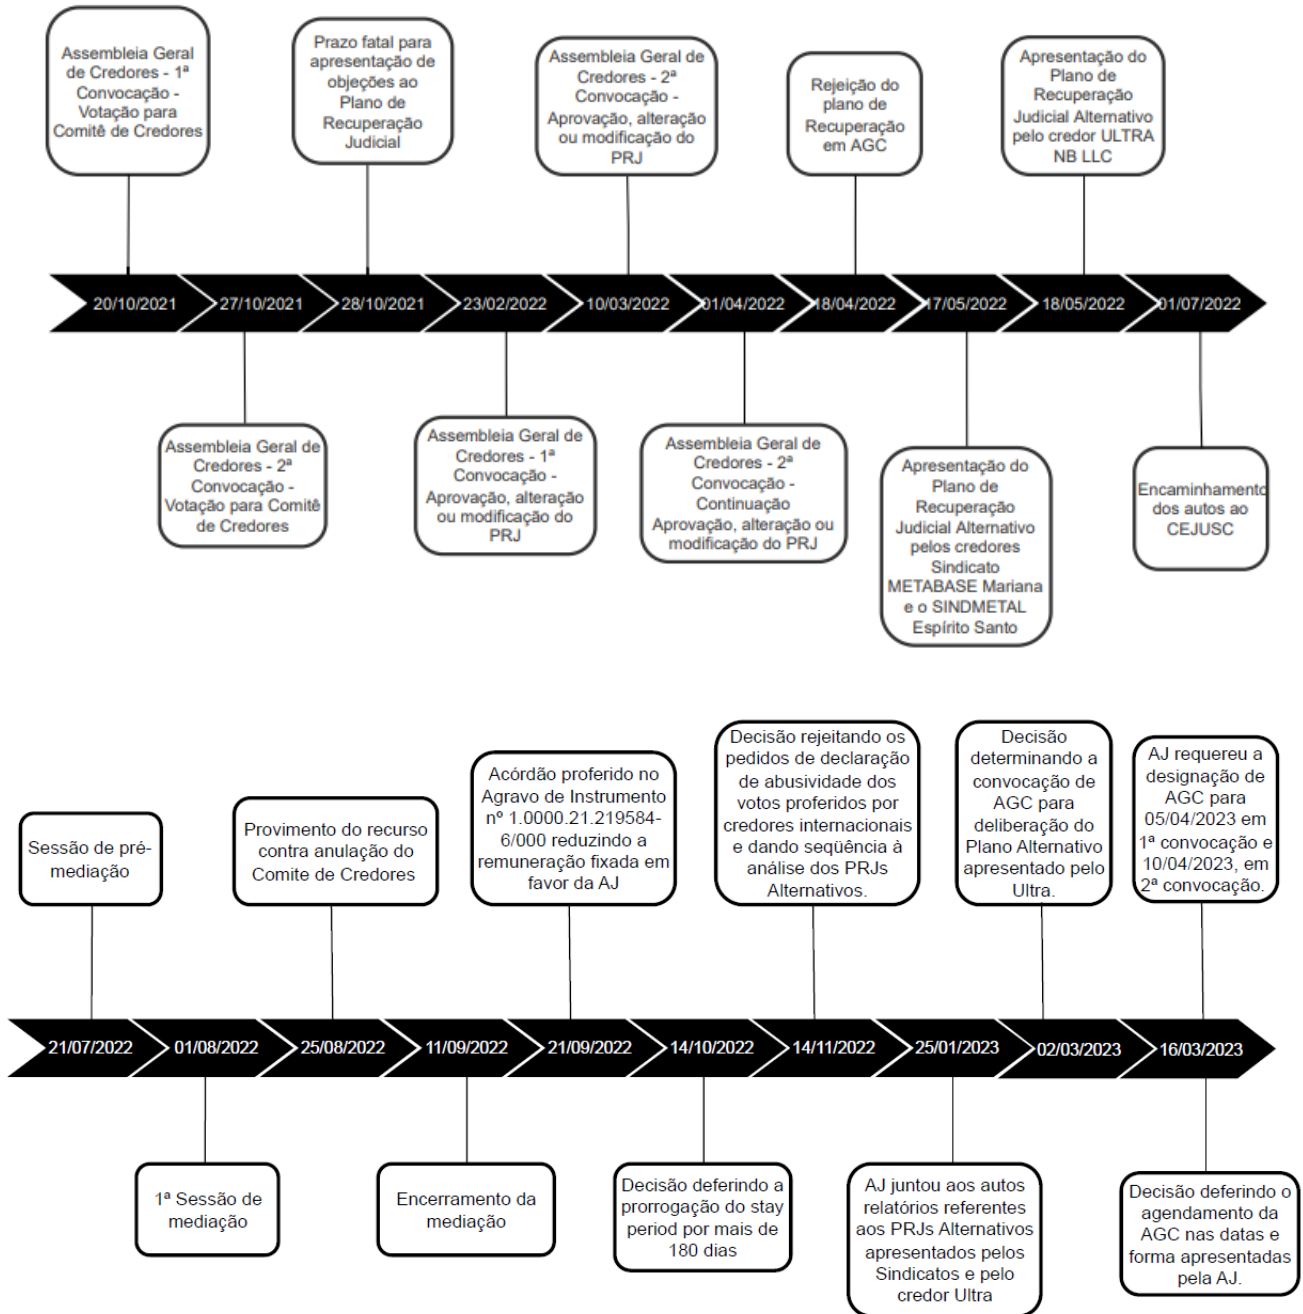 Assembleia Geral
de Credores - 1ª
Convocação -
Votação para
Comitê de Credores
Prazo fatal para
apresentação de
objeções ao
Plano de
Recuperação
Judicial
Assembleia Geral de
Credores - 2ª
Convocação -
Aprovação, alteração
ou modificação do
PRJ
Rejeição do
plano de
Recuperação
em AGC
Apresentação do
Plano de
Recuperação
Judicial Alternativo
pelo credor ULTRA
NB LLC
20/10/2021
27/10/2021
28/10/2021
23/02/2022
10/03/2022
01/04/2022
18/04/2022
17/05/2022
18/05/2022
01/07/2022
Assembleia Geral de
Credores - 2ª
Convocação -
Votação para Comitê
de Credores
Assembleia Geral de
Credores - 1ª
Convocação -
Aprovação, alteração
ou modificação do
PRJ
Assembleia Geral de
Credores - 2ª
Convocação -
Continuação
Aprovação, alteração ou
modificação do PRJ
Apresentação do
Plano de
Recuperação
Judicial Alternativo
pelos credores
Sindicato
METABASE Mariana
e o SINDMETAL
Espírito Santo
Encaminhamento
dos autos ao
CEJUSC
Sessão de pré-
mediação
Provimento do recurso
contra anulação do
Comite de Credores
Acórdão proferido no
Agravo de Instrumento
nº 1.0000.21.219584-
6/000 reduzindo a
remuneração fixada em
favor da AJ
Decisão rejeitando os
pedidos de declaração
de abusividade dos
votos proferidos por
credores internacionais
e dando seqüência à
análise dos PRJs
Alternativos.
Decisão
determinando a
convocação de
AGC para
deliberação do
Plano Alternativo
apresentado pelo
Ultra.
AJ requereu a
designação de
AGC para
05/04/2023 em
1ª convocação e
10/04/2023, em
2ª convocação.
21/07/2022
01/08/2022
25/08/2022
11/09/2022
21/09/2022
14/10/2022
14/11/2022
25/01/2023
02/03/2023
16/03/2023
1ª Sessão de
mediação
Encerramento da
mediação
Decisão deferindo a
prorrogação do stay
period por mais de
180 dias
AJ juntou aos autos
relatórios referentes
aos PRJs Alternativos
apresentados pelos
Sindicatos e pelo
credor Ultra
Decisão deferindo o
agendamento da
AGC nas datas e
forma apresentadas
pela AJ.